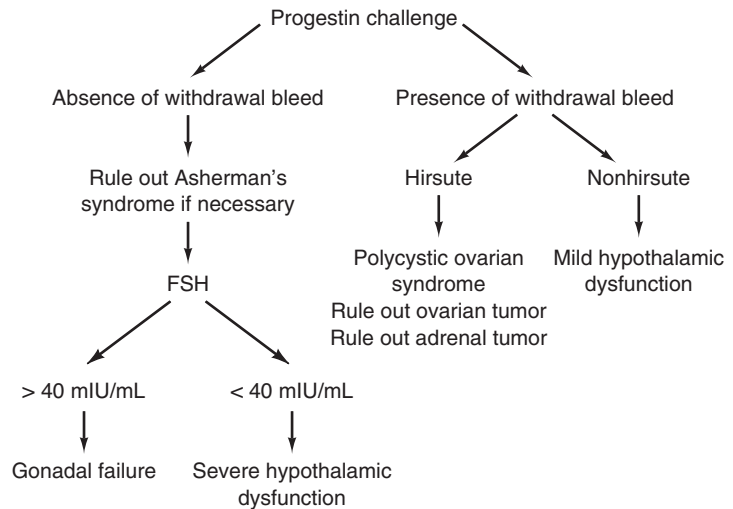 Progestin challenge
Absence of withdrawal bleed
Presence of withdrawal bleed
Rule out Asherman's
syndrome if necessary
Hirsute
Nonhirsute
Polycystic ovarian
syndrome
Rule out ovarian tumor
Rule out adrenal tumor
Mild hypothalamic
dysfunction
FSH
> 40 mIU/mL
< 40 mIU/mL
Gonadal failure
Severe hypothalamic
dysfunction